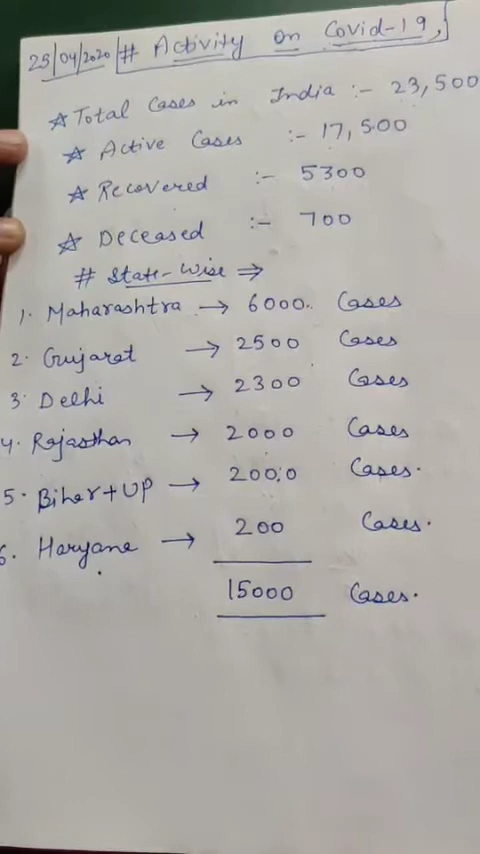 25/04/2020 # Activity on Covid-19,
☆ Total Cases in India :- 23,500
☆ Active Cases :- 17,500
☆ Recovered :- 5300
☆ Deceased :- 700
# State-Wise ⇒
1. Maharashtra → 6000. Cases
2. Gujarat → 2500 Cases
3. Delhi → 2300 Cases
4. Rajasthan → 2000 Cases
5. Bihar+UP → 2000 Cases.
6. Haryana → 200 Cases.
15000 Cases.